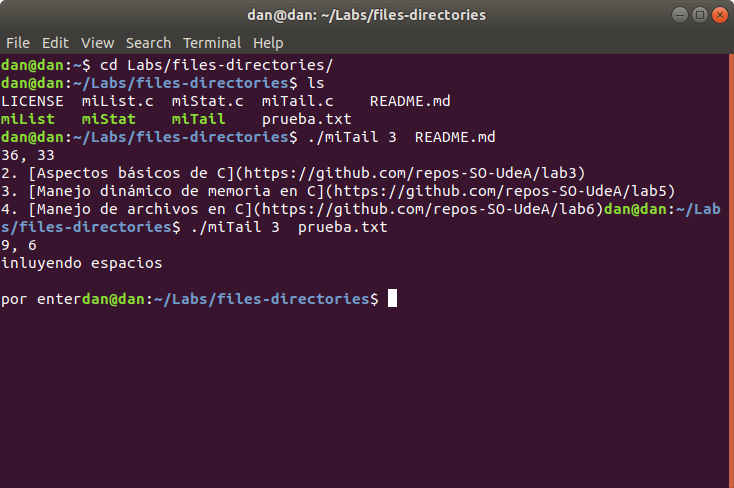 dan@dan: ~/Labs/files-directories
File Edit View Search Terminal Help
dan@dan:~$ cd Labs/files-directories/
dan@dan:~/Labs/files-directories$ ls
LICENSE  miList.c  miStat.c  miTail.c    README.md
miList   miStat    miTail    prueba.txt
dan@dan:~/Labs/files-directories$ ./miTail 3  README.md
36, 33
2. [Aspectos básicos de C](https://github.com/repos-SO-UdeA/lab3)
3. [Manejo dinámico de memoria en C](https://github.com/repos-SO-UdeA/lab5)
4. [Manejo de archivos en C](https://github.com/repos-SO-UdeA/lab6)dan@dan:~/Lab
s/files-directories$ ./miTail 3  prueba.txt
9, 6
inluyendo espacios
por enterdan@dan:~/Labs/files-directories$